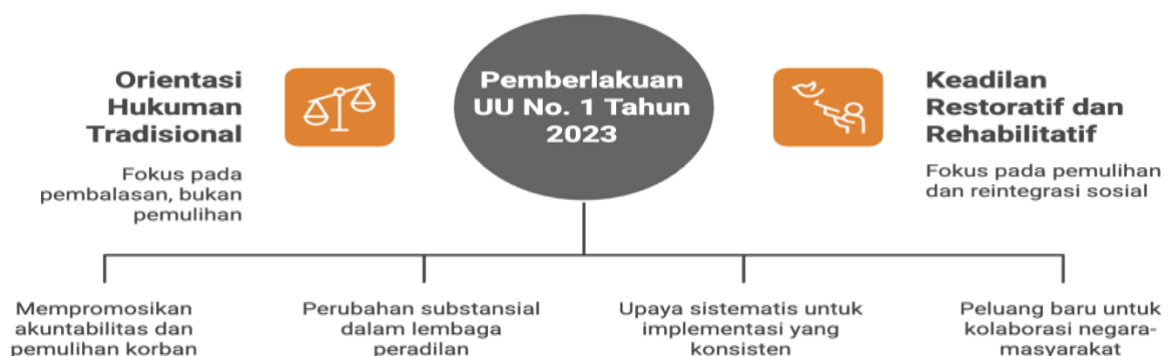 Orientasi
Hukuman
Tradisional
Fokus pada
pembalasan, bukan
pemulihan
Pemberlakuan
UU No. 1 Tahun
2023
Keadilan
Restoratif dan
Rehabilitatif
Fokus pada pemulihan
dan reintegrasi sosial
Mempromosikan
akuntabilitas dan
pemulihan korban
Perubahan substansial
dalam lembaga
peradilan
Upaya sistematis untuk
implementasi yang
konsisten
Peluang baru untuk
kolaborasi negara-
masyarakat